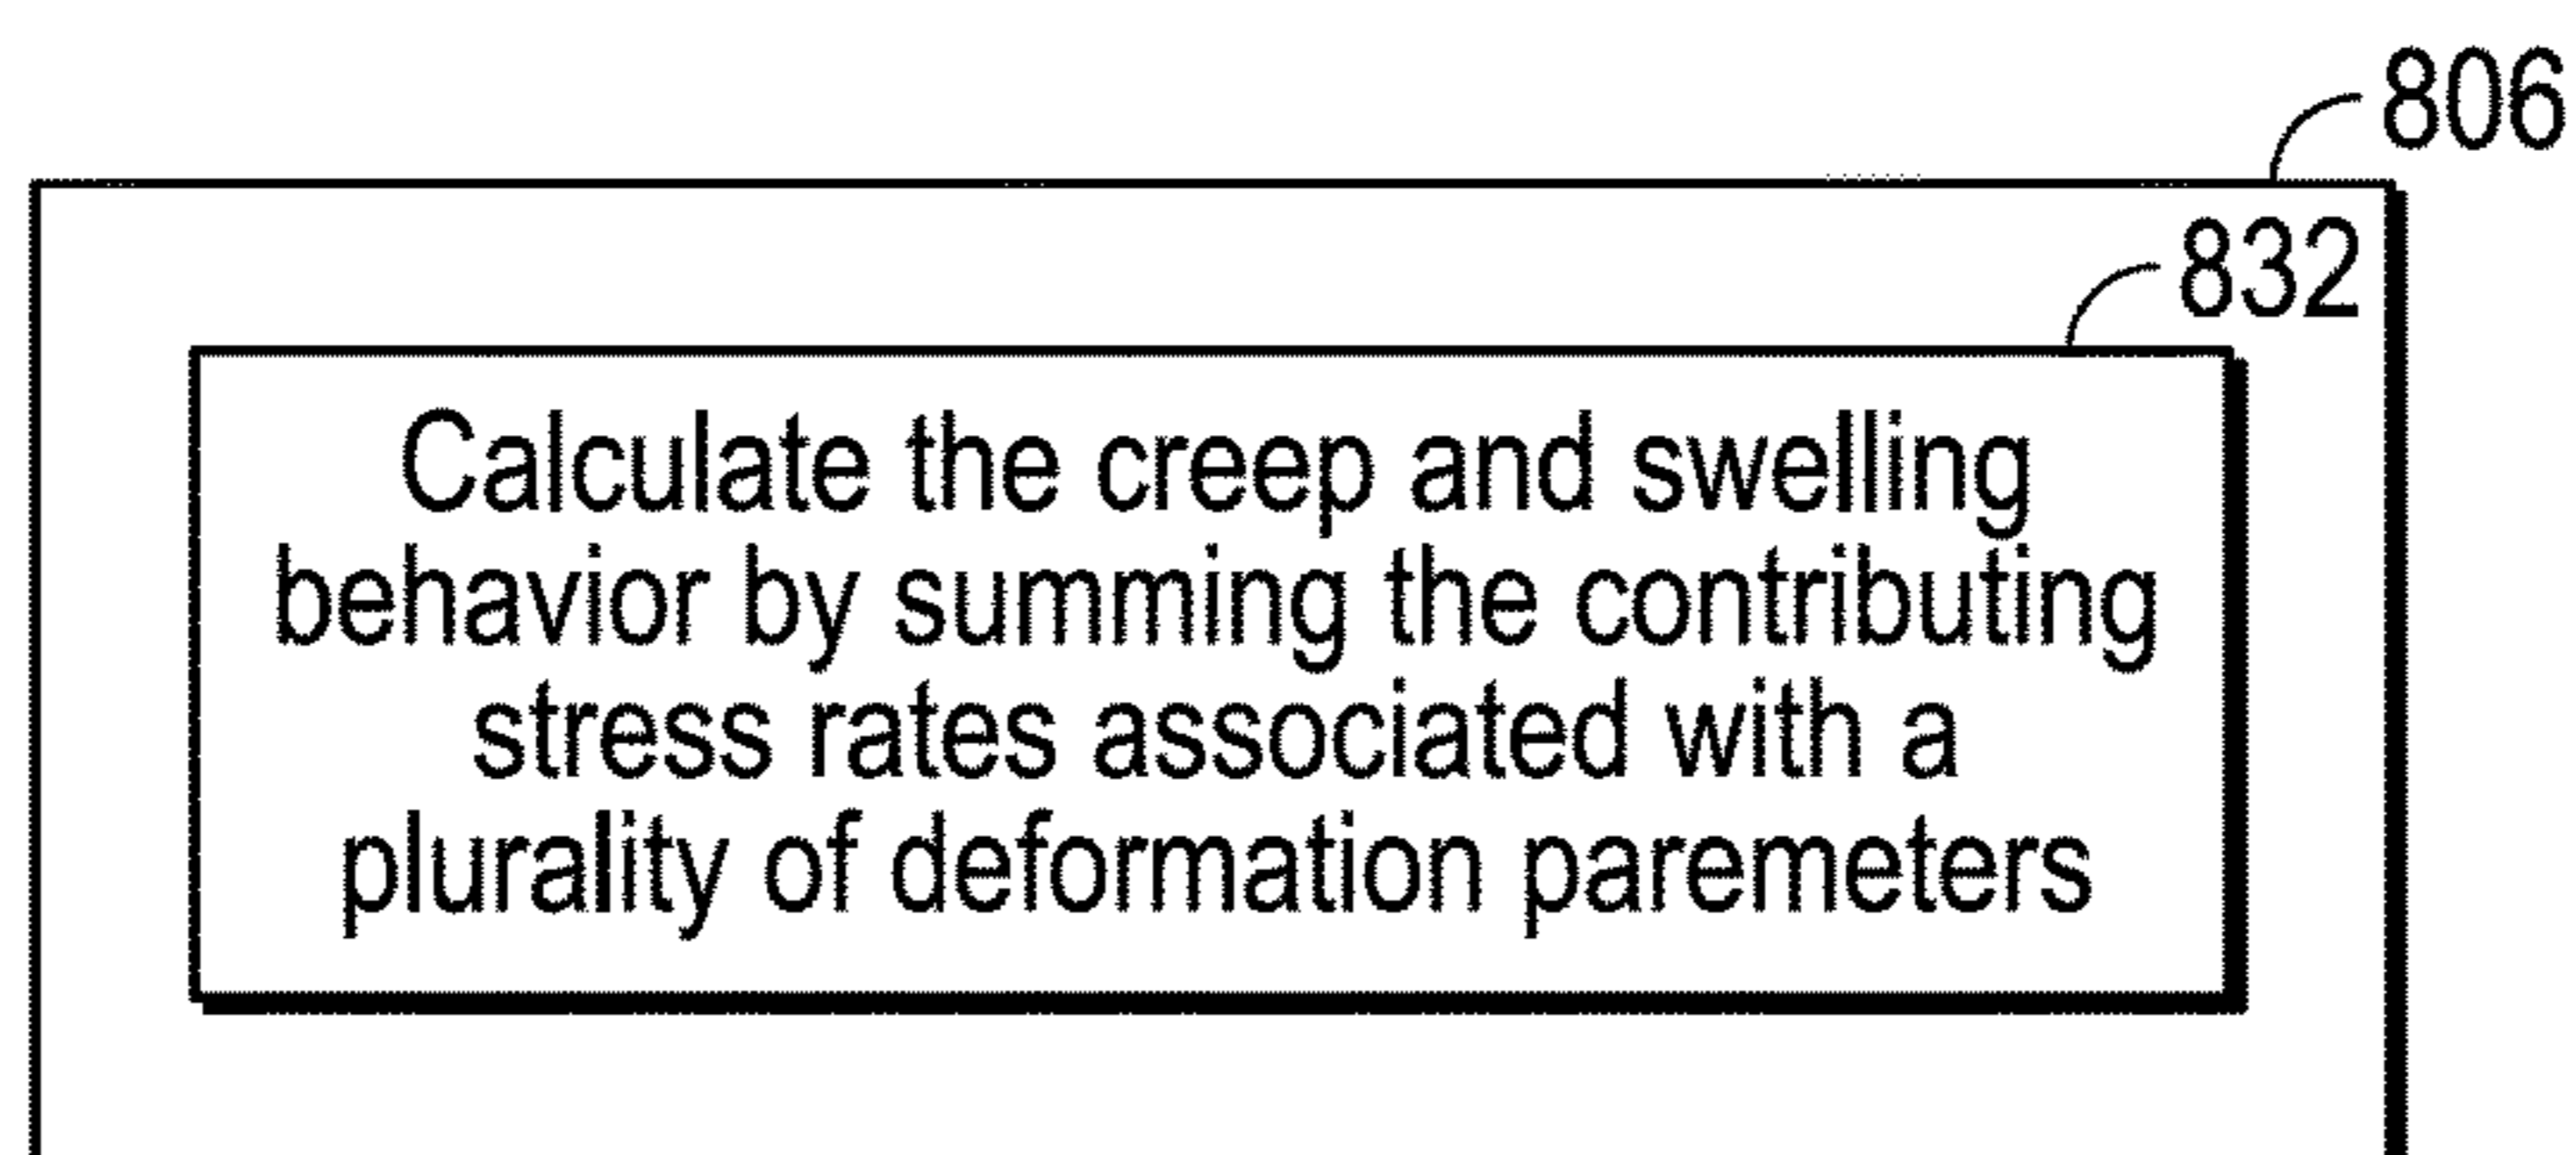 806
832
Calculate the creep and swelling
behavior by summing the contributing
stress rates associated with a
plurality of deformation paremeters